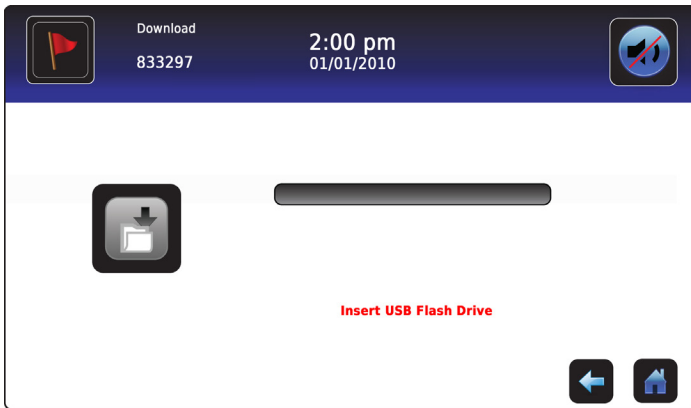 Download
833297
2:00 pm
01/01/2010
Insert USB Flash Drive